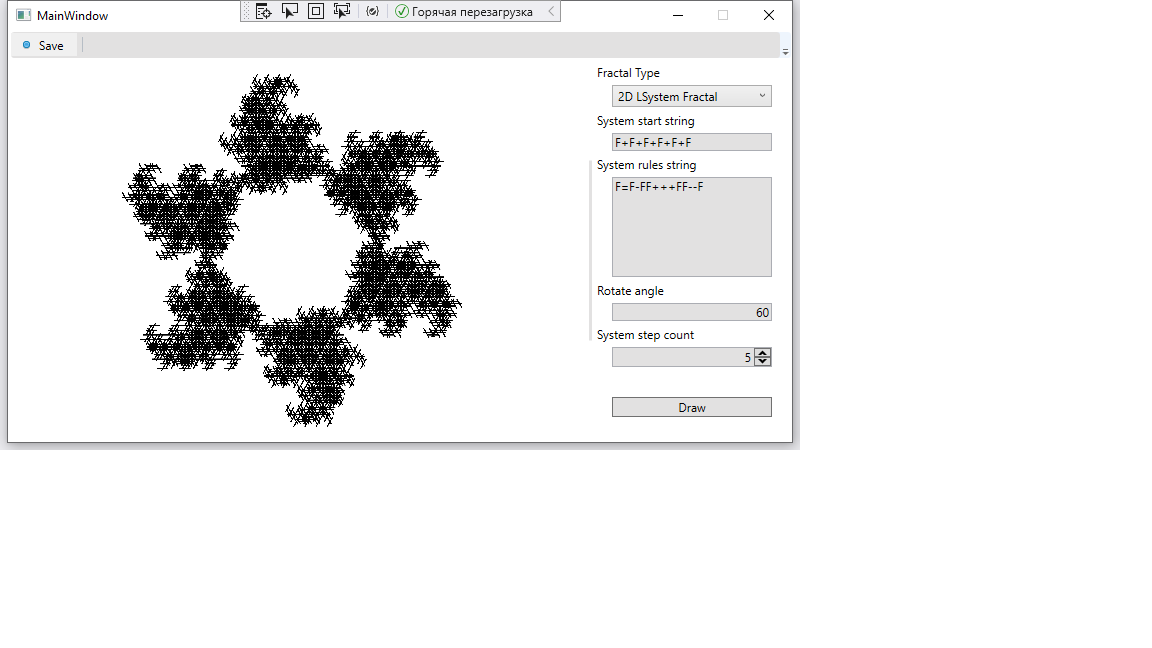 MainWindow
Горячая перезагрузка
Save
Fractal Type
2D LSystem Fractal
System start string
F+F+F+F+F+F
System rules string
F=F-FF+++FF--F
Rotate angle
60
System step count
5
Draw